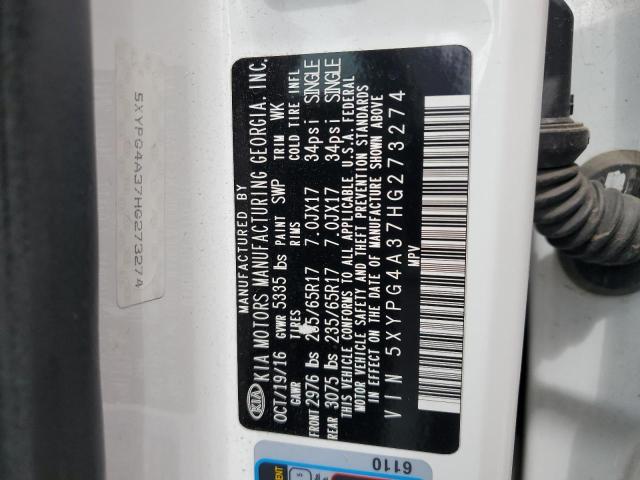 5XYPG4A37HG273274
MANUFACTURED BY
KIA MOTORS MANUFACTURING GEORGIA, INC.
OCT/19/16 GVWR 5335 lbs PAINT SWP TRIM WK
GAWR TIRES RIMS COLD TIRE INFL
FRONT 2976 lbs 235/65R17 7.0JX17 34psi SINGLE
REAR 3075 lbs 235/65R17 7.0JX17 34psi SINGLE
THIS VEHICLE CONFORMS TO ALL APPLICABLE U.S.A. FEDERAL
MOTOR VEHICLE SAFETY AND THEFT PREVENTION STANDARDS
IN EFFECT ON THE DATE OF MANUFACTURE SHOWN ABOVE
VIN 5XYPG4A37HG273274
MPV
KIA
6110